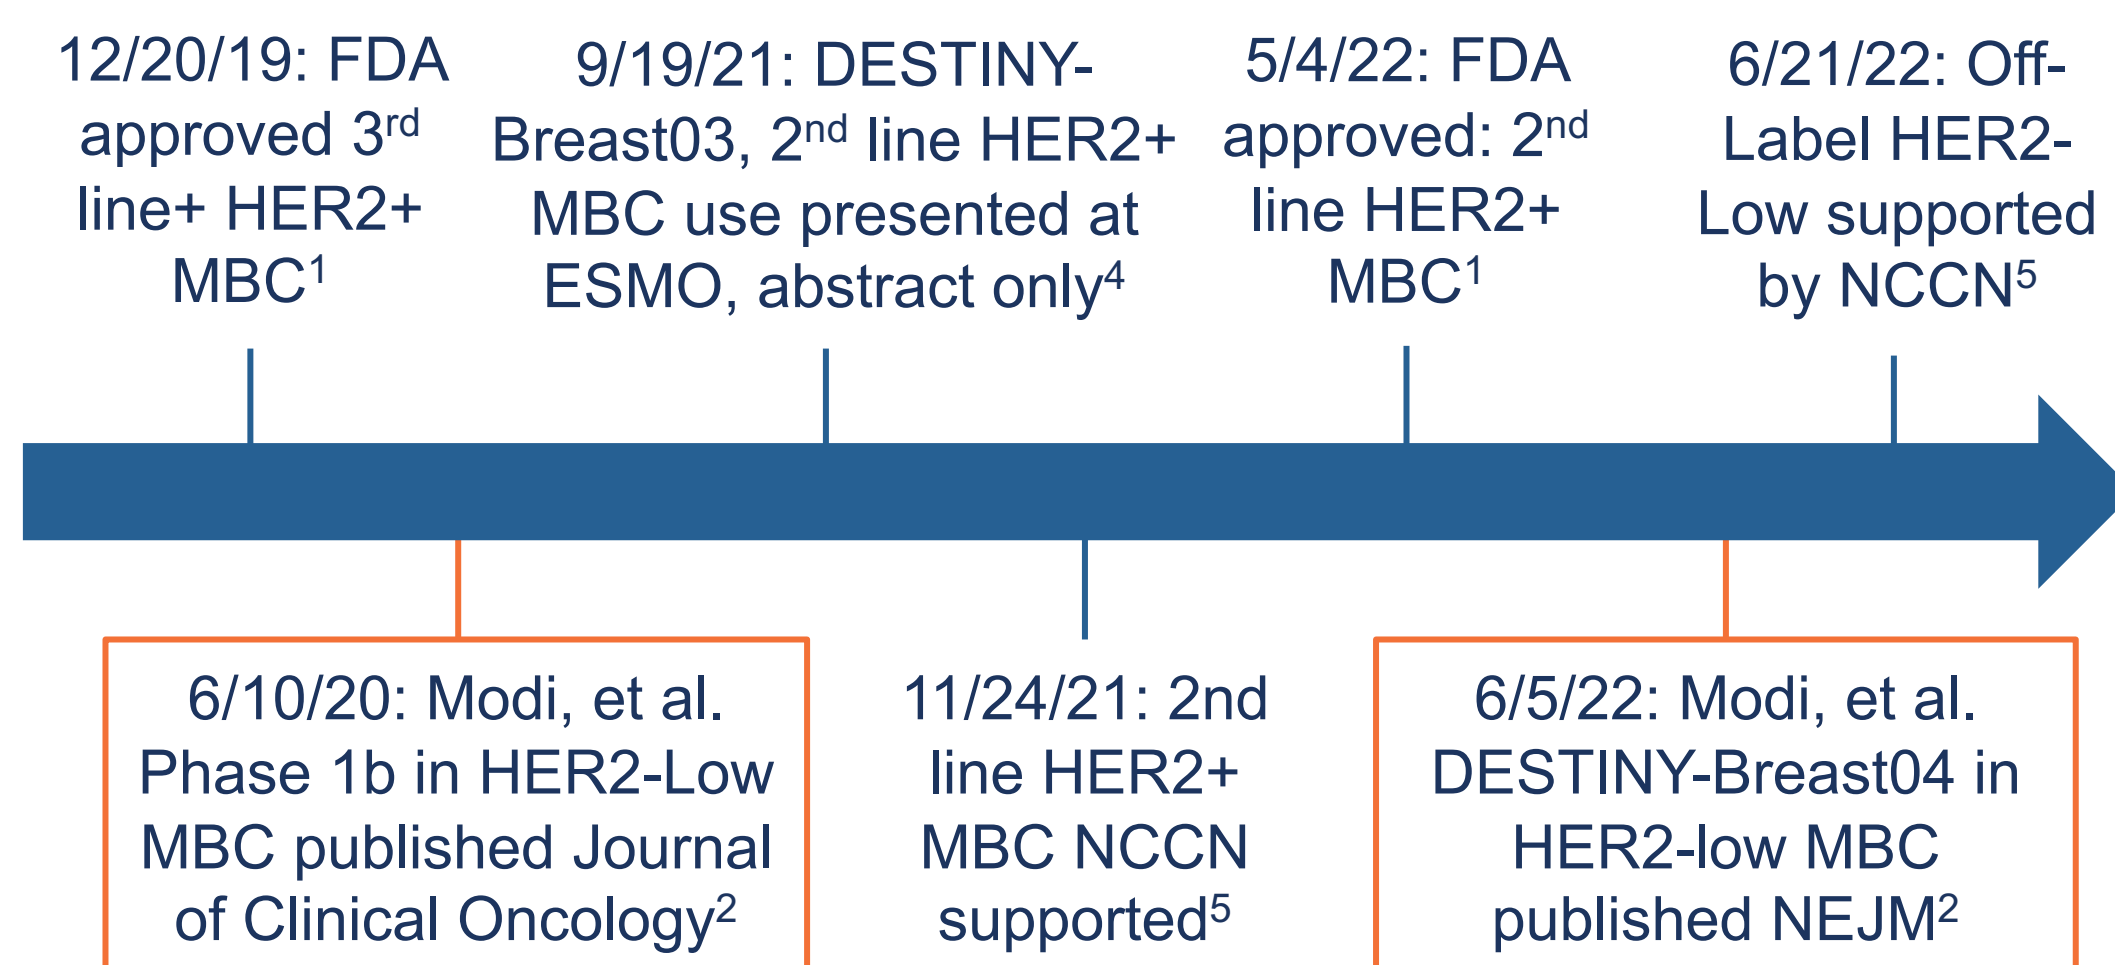 12/20/19: FDA
approved 3rd
line+ HER2+
MBC1
9/19/21: DESTINY-
Breast03, 2nd line HER2+
MBC use presented at
ESMO, abstract only4
5/4/22: FDA
approved: 2nd
line HER2+
MBC1
6/21/22: Off-
Label HER2-
Low supported
by NCCN5
6/10/20: Modi, et al.
Phase 1b in HER2-Low
MBC published Journal
of Clinical Oncology2
11/24/21: 2nd
line HER2+
MBC NCCN
supported5
6/5/22: Modi, et al.
DESTINY-Breast04 in
HER2-low MBC
published NEJM2